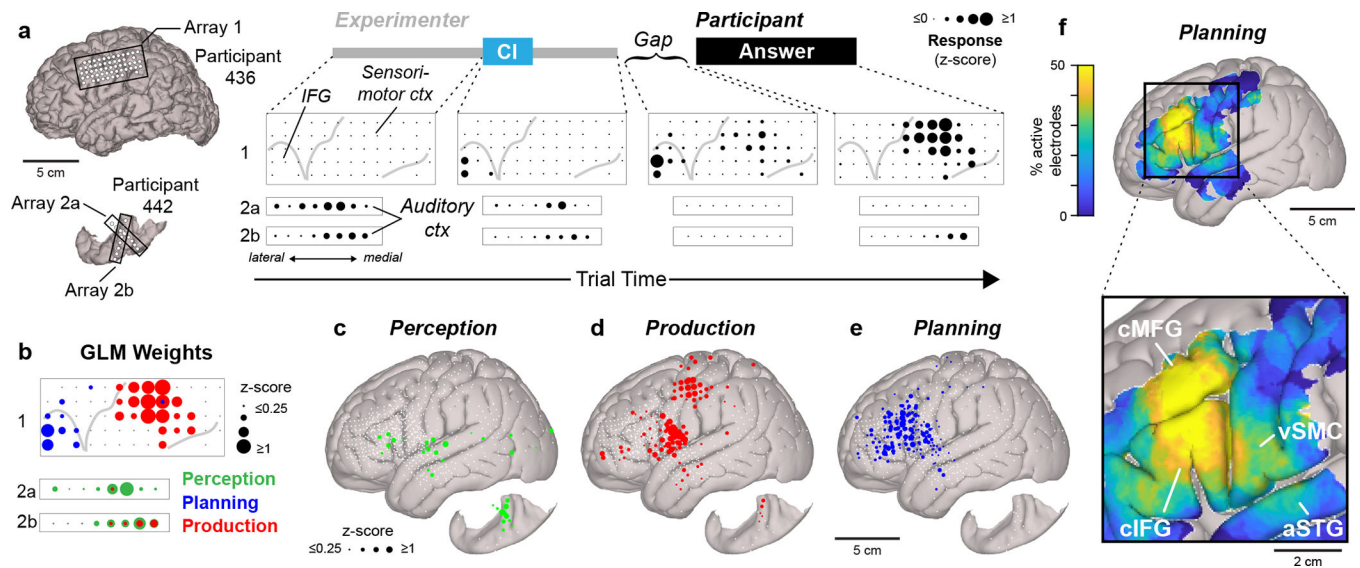 a
Array 1
Participant
436
5 cm
Participant
442
Array 2a
Array 2b
Experimenter
CI
Gap
Participant
Answer
≤0
≥1
Response
(z-score)
IFG
Sensori-
motor ctx
1
2a
2b
Auditory
ctx
lateral
medial
Trial Time
b
GLM Weights
1
z-score
≤0.25
≥1
2a
2b
Perception
Planning
Production
c
Perception
z-score
≤0.25
≥1
d
Production
e
Planning
5 cm
f
Planning
50
% active
electrodes
0
5 cm
cMFG
vSMC
cIFG
aSTG
2 cm